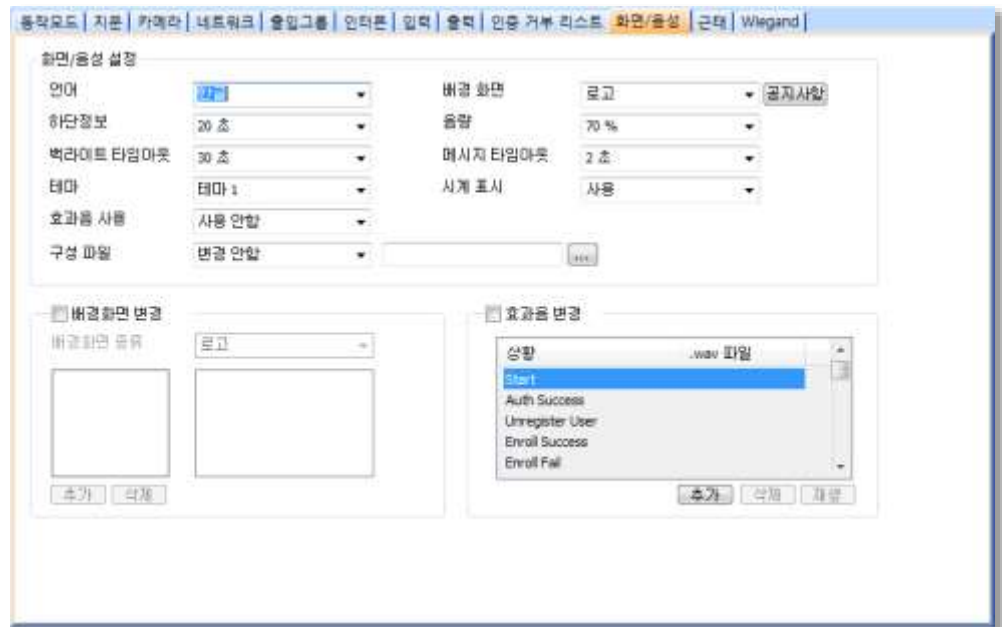 동작모드 지문 카메라 네트워크 출입그룹 인터폰 입력 출력 인증 거부 리스트 화면/음성 근태 Wiegand
화면/음성 설정
언어 배경 화면 로고 공지사항
하단정보 20 초 음량 70 %
백라이트 타임아웃 30 초 메시지 타임아웃 2 초
테마 테마 1 시계 표시 사용
효과음 사용 사용 안함
구성 파일 변경 안함 ...
배경화면 변경 효과음 변경
배경화면 종류 로고
상황 .wav 파일
Start
Auth Success
Unregister User
Enroll Success
Enroll Fail
추가 삭제 추가 삭제 재생